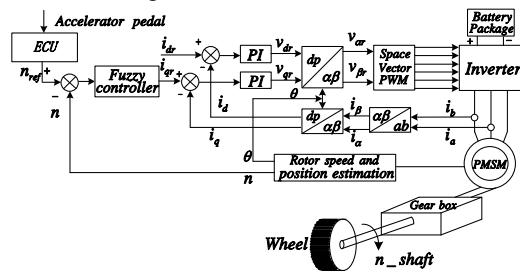 Accelerator pedal
ECU
n_ref
+
-
n
Fuzzy controller
i_dr
+
-
i_qr
+
-
PI
PI
v_dr
v_qr
dp
αβ
θ
v_αr
v_βr
Space Vector PWM
Battery Package
+
-
Inverter
i_d
i_q
dp
αβ
i_β
i_α
αβ
ab
i_b
i_a
θ
n
Rotor speed and position estimation
PMSM
Gear box
Wheel
n_shaft